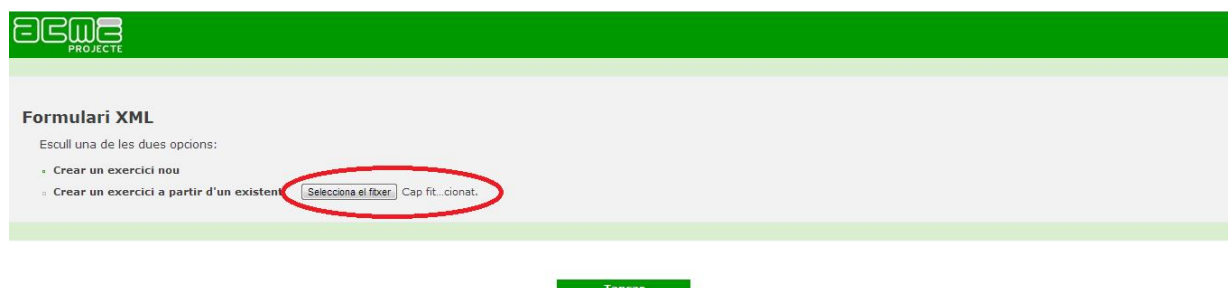 acme
PROJECTE
Formulari XML
Escull una de les dues opcions:
Crear un exercici nou
Crear un exercici a partir d'un existent Selecciona el fitxer Cap fit...cionat.